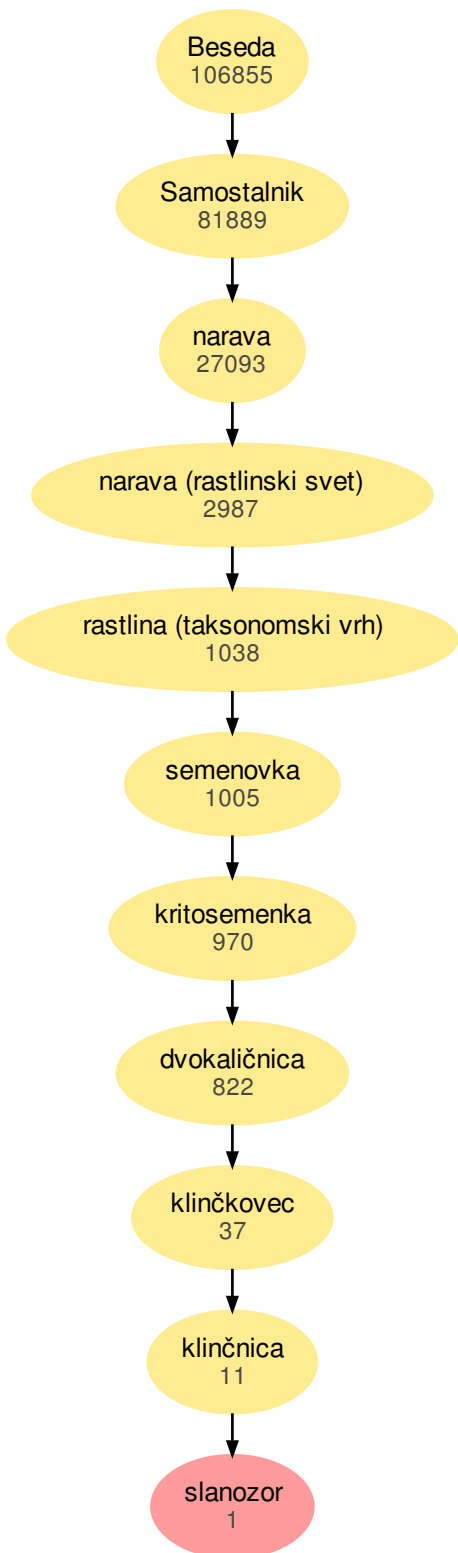 Beseda
106855
Samostalnik
81889
narava
27093
narava (rastlinski svet)
2987
rastlina (taksonomski vrh)
1038
semenovka
1005
kritosemenka
970
dvokaličnica
822
klinčkovec
37
klinčnica
11
slanozor
1